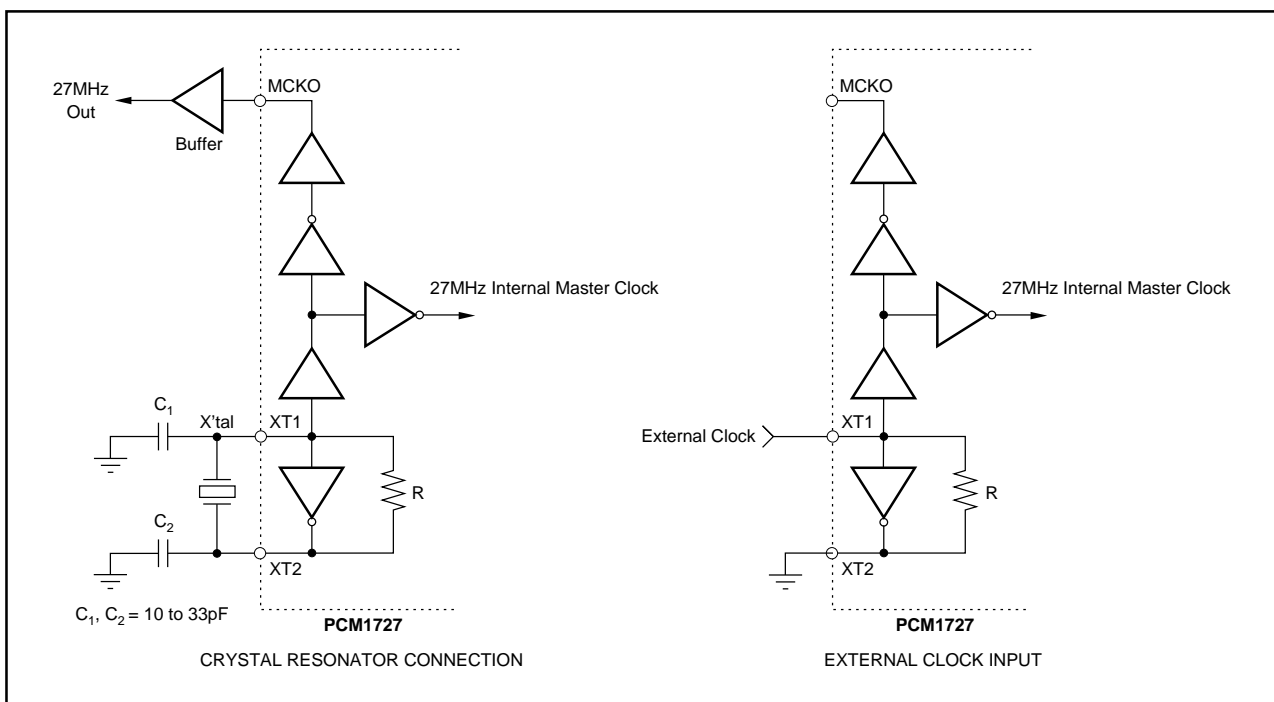 MCKO
27MHz
Out
Buffer
27MHz Internal Master Clock
C1
X'tal
XT1
R
C2
XT2
C1, C2 = 10 to 33pF
PCM1727
CRYSTAL RESONATOR CONNECTION
MCKO
27MHz Internal Master Clock
External Clock
XT1
R
XT2
PCM1727
EXTERNAL CLOCK INPUT